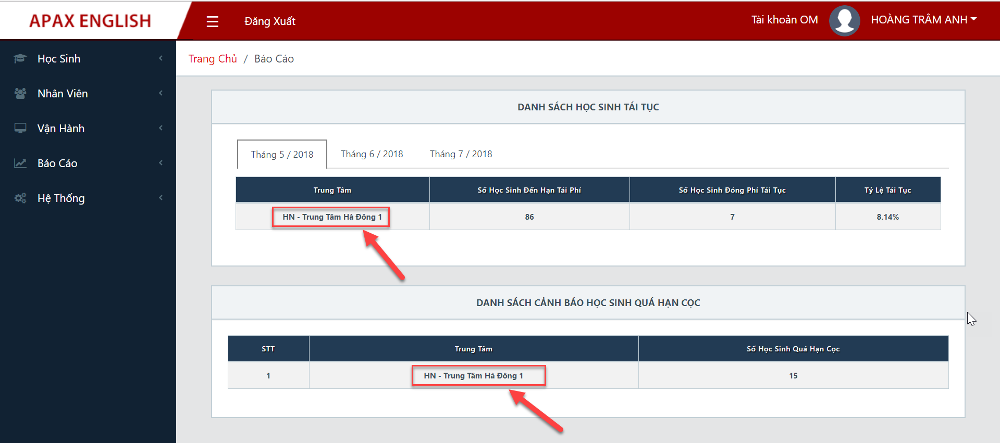 APAX ENGLISH
Đăng Xuất
Tài khoản OM
HOÀNG TRÂM ANH
Học Sinh
Nhân Viên
Vận Hành
Báo Cáo
Hệ Thống
Trang Chủ / Báo Cáo
DANH SÁCH HỌC SINH TÁI TỤC
Tháng 5 / 2018 Tháng 6 / 2018 Tháng 7 / 2018
Trung Tâm Số Học Sinh Đến Hạn Tái Phí Số Học Sinh Đóng Phí Tái Tục Tỷ Lệ Tái Tục
HN - Trung Tâm Hà Đông 1 86 7 8.14%
DANH SÁCH CẢNH BÁO HỌC SINH QUÁ HẠN CỌC
STT Trung Tâm Số Học Sinh Quá Hạn Cọc
1 HN - Trung Tâm Hà Đông 1 15